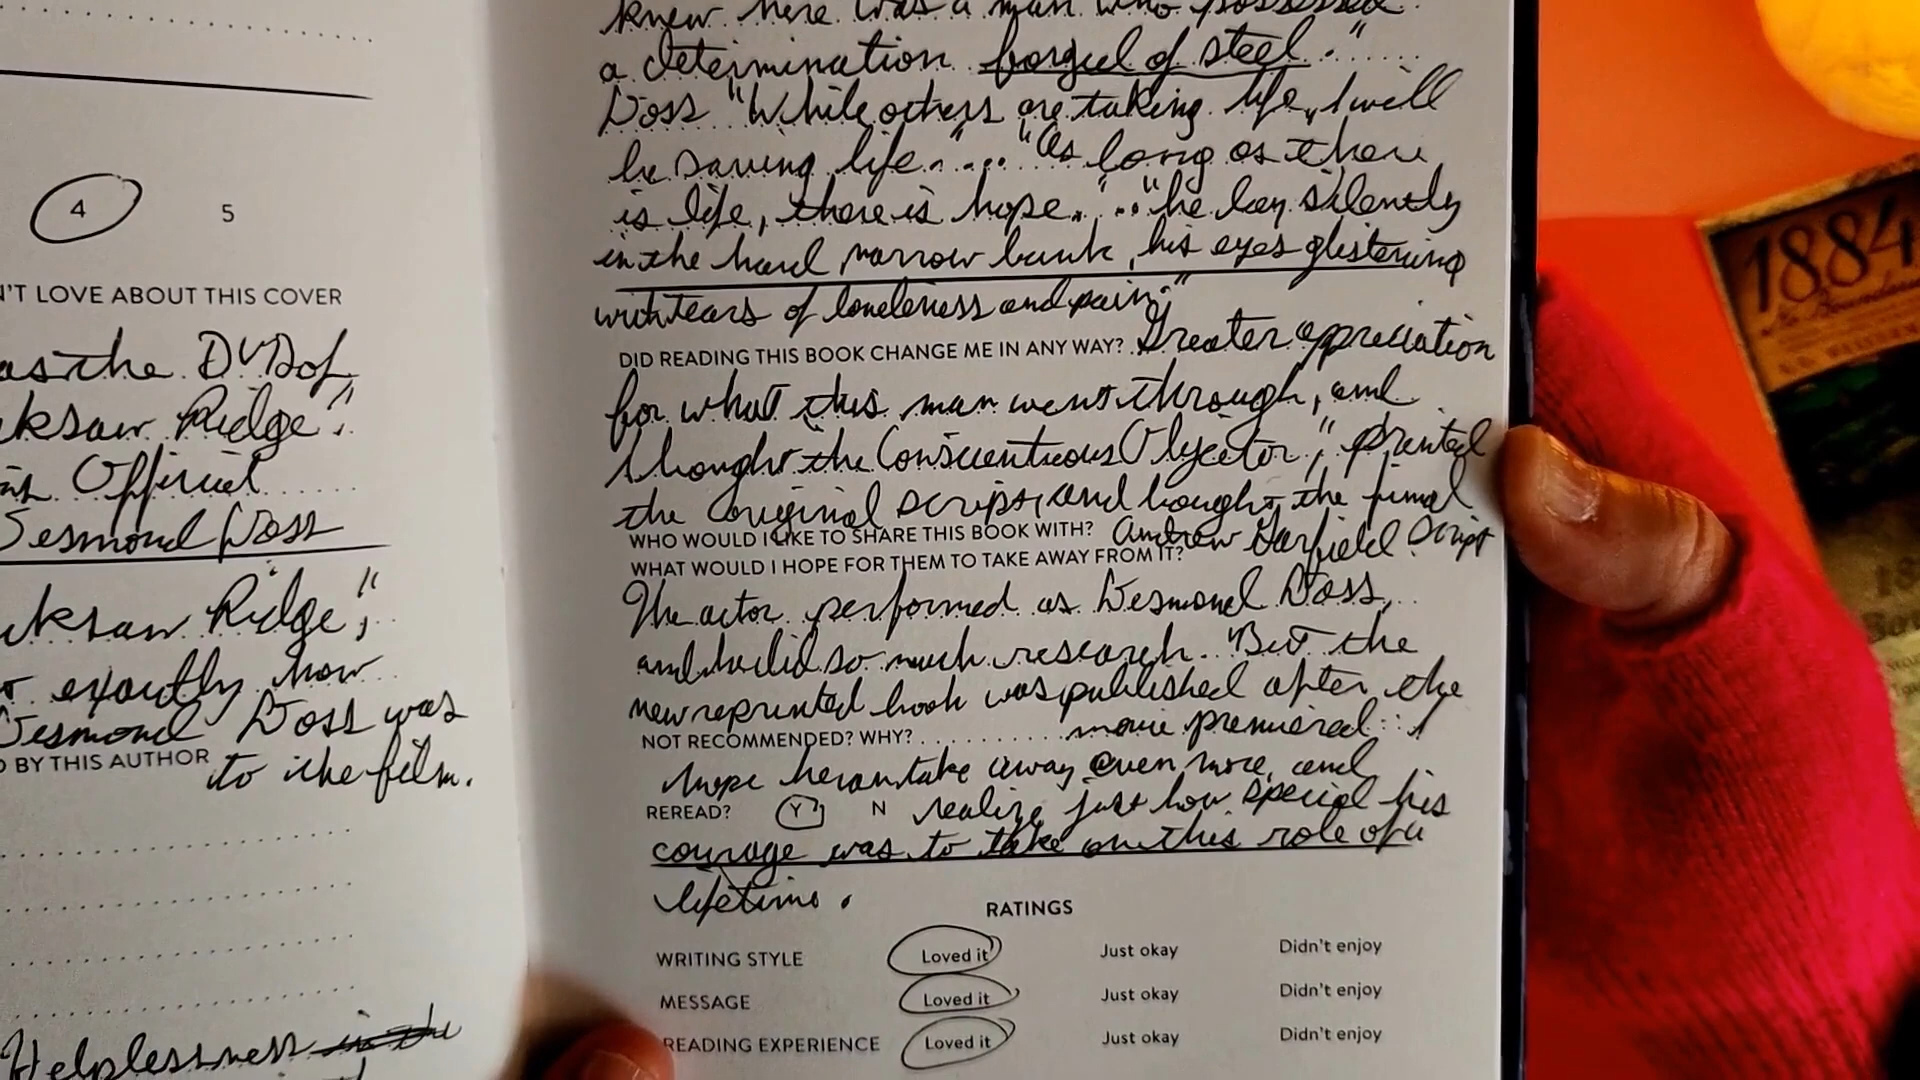 4 5
N'T LOVE ABOUT THIS COVER
as the DVD of
cksaw Ridge".
Official
Desmond Doss
cksaw Ridge",
exactly how
Desmond Doss was
D BY THIS AUTHOR to the film.
Helplessness
knew here was a man who possessed
a determination forged of steel."
Doss "While others are taking life, I will
be saving life." ... "As long as there
is life, there is hope." ... "he lay silently
in the hard narrow bunk, his eyes glistening
with tears of loneliness and pain."
DID READING THIS BOOK CHANGE ME IN ANY WAY? Greater appreciation
for what this man went through, and
I bought the Conscientious Objector," printed
the original script, and bought the final
WHO WOULD I LIKE TO SHARE THIS BOOK WITH? Andrew Garfield script
WHAT WOULD I HOPE FOR THEM TO TAKE AWAY FROM IT?
The actor performed as Desmond Doss,
and he did so much research. But the
new reprinted book was published after the
NOT RECOMMENDED? WHY? movie premiered I
hope he can take away even more, and
REREAD? Y N realize just how special his
courage was to take on this role of a
lifetime.
RATINGS
WRITING STYLE Loved it Just okay Didn't enjoy
MESSAGE Loved it Just okay Didn't enjoy
READING EXPERIENCE Loved it Just okay Didn't enjoy
1884